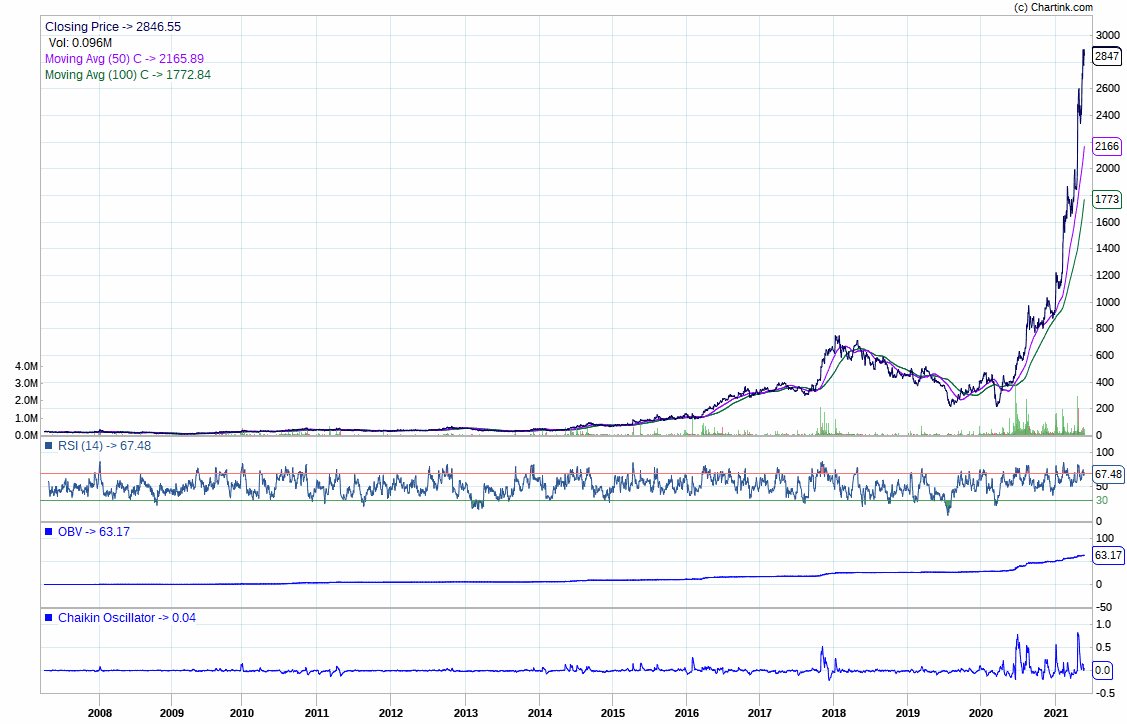 (c) Chartink.com
Closing Price -> 2846.55
Vol: 0.096M
Moving Avg (50) C -> 2165.89
Moving Avg (100) C -> 1772.84
3000
2847
2600
2400
2166
2000
1773
1600
1400
1200
1000
800
600
400
200
0
4.0M
3.0M
2.0M
1.0M
0.0M
RSI (14) -> 67.48
100
67.48
50
30
0
OBV -> 63.17
100
63.17
0
-50
Chaikin Oscillator -> 0.04
1.0
0.5
0.0
-0.5
2008 2009 2010 2011 2012 2013 2014 2015 2016 2017 2018 2019 2020 2021